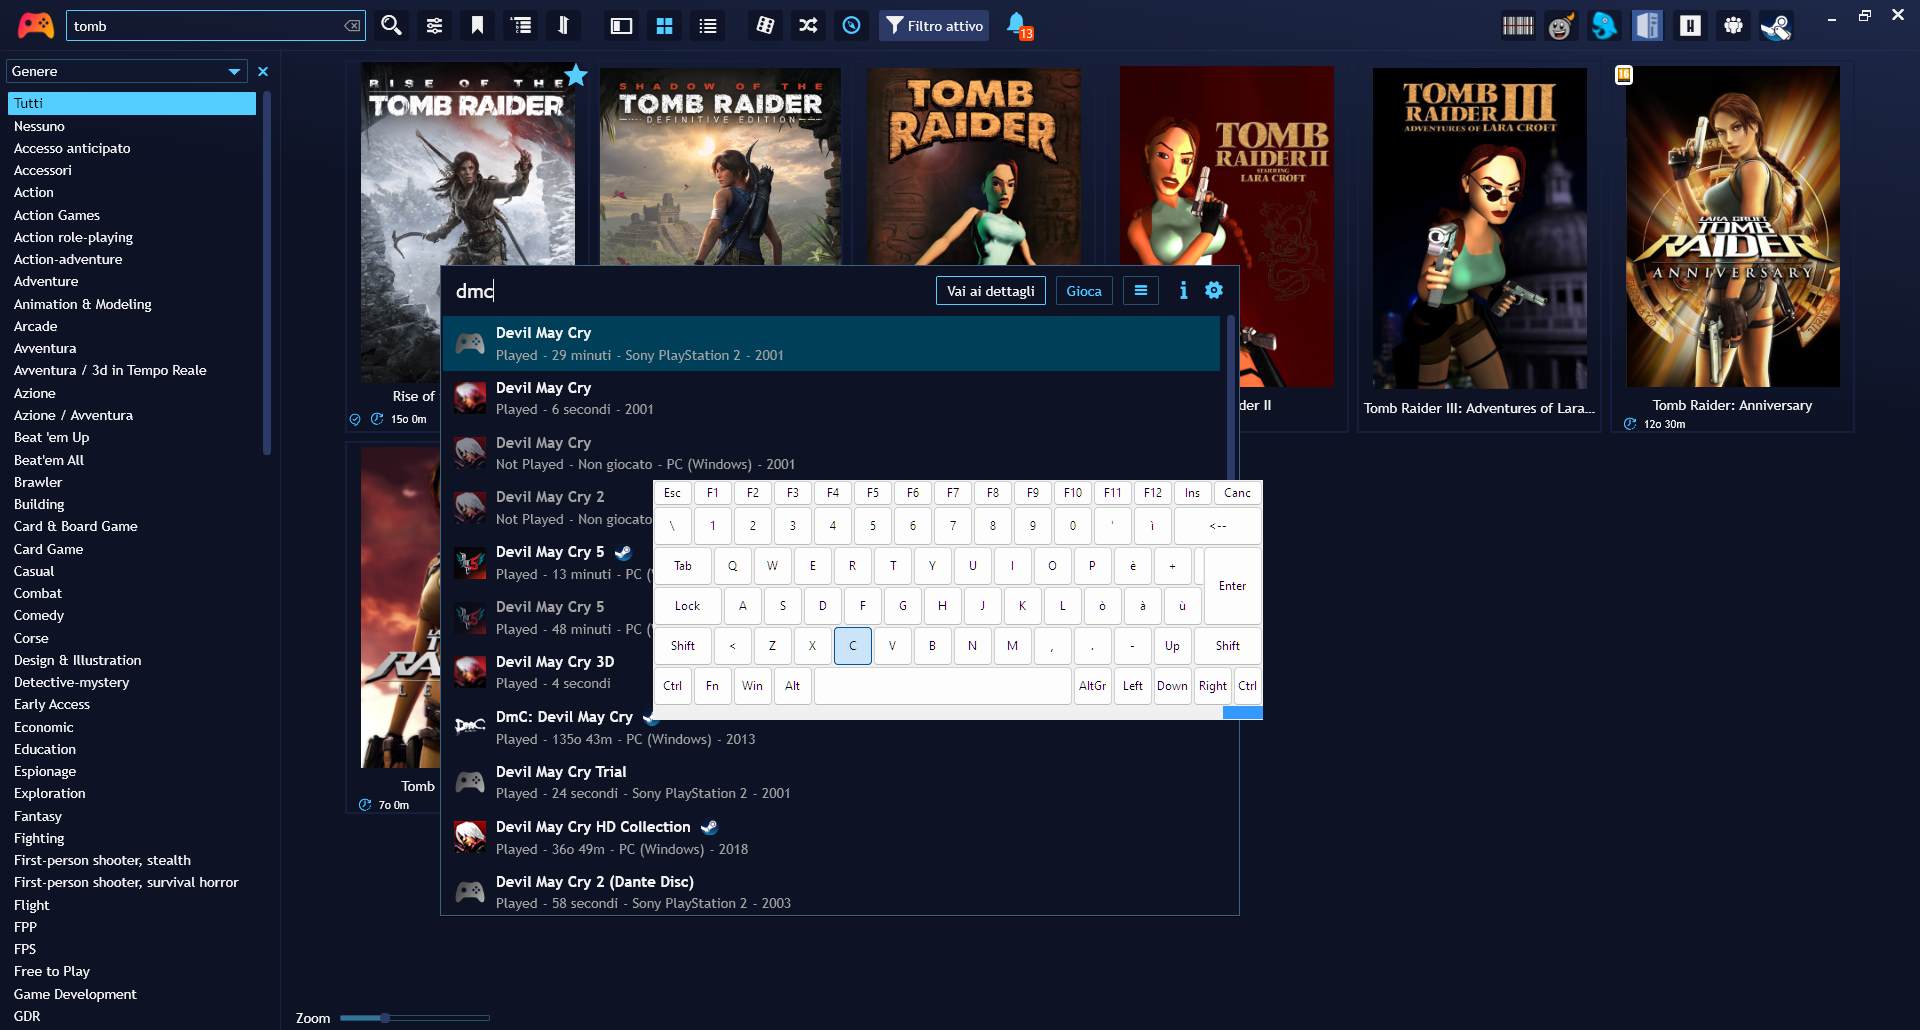 tomb
Filtro attivo
13
Genere
Tutti
Nessuno
Accesso anticipato
Accessori
Action
Action Games
Action role-playing
Action-adventure
Adventure
Animation & Modeling
Arcade
Avventura
Avventura / 3d in Tempo Reale
Azione
Azione / Avventura
Beat 'em Up
Beat'em All
Brawler
Building
Card & Board Game
Card Game
Casual
Combat
Comedy
Corse
Design & Illustration
Detective-mystery
Early Access
Economic
Education
Espionage
Exploration
Fantasy
Fighting
First-person shooter, stealth
First-person shooter, survival horror
Flight
FPP
FPS
Free to Play
Game Development
GDR
RISE OF THE
TOMB RAIDER
Rise of
15o 0m
SHADOW OF THE
TOMB RAIDER
DEFINITIVE EDITION
TOMB
RAIDER
TOMB
RAIDER II
STARRING
LARA CROFT
der II
TOMB
RAIDER III
ADVENTURES OF LARA CROFT
Tomb Raider III: Adventures of Lara...
16
LARA CROFT
TOMB
RAIDER
ANNIVERSARY
Tomb Raider: Anniversary
12o 30m
Tomb
7o 0m
dmc
Vai ai dettagli
Gioca
Devil May Cry
Played - 29 minuti - Sony PlayStation 2 - 2001
Devil May Cry
Played - 6 secondi - 2001
Devil May Cry
Not Played - Non giocato - PC (Windows) - 2001
Devil May Cry 2
Not Played - Non giocato
Devil May Cry 5
Played - 13 minuti - PC (
Devil May Cry 5
Played - 48 minuti - PC (
Devil May Cry 3D
Played - 4 secondi
DmC
DmC: Devil May Cry
Played - 135o 43m - PC (Windows) - 2013
Devil May Cry Trial
Played - 24 secondi - Sony PlayStation 2 - 2001
Devil May Cry HD Collection
Played - 36o 49m - PC (Windows) - 2018
Devil May Cry 2 (Dante Disc)
Played - 58 secondi - Sony PlayStation 2 - 2003
Esc F1 F2 F3 F4 F5 F6 F7 F8 F9 F10 F11 F12 Ins Canc
\ 1 2 3 4 5 6 7 8 9 0 ' ì <--
Tab Q W E R T Y U I O P è + Enter
Lock A S D F G H J K L ò à ù
Shift < Z X C V B N M , . - Up Shift
Ctrl Fn Win Alt AltGr Left Down Right Ctrl
Zoom